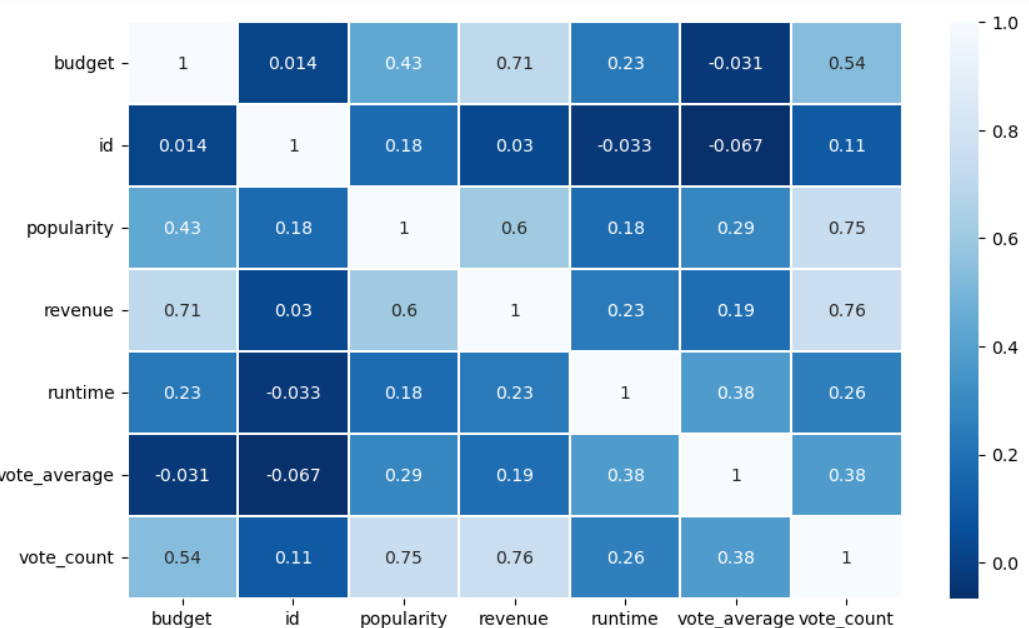 budget 1 0.014 0.43 0.71 0.23 -0.031 0.54
id 0.014 1 0.18 0.03 -0.033 -0.067 0.11
popularity 0.43 0.18 1 0.6 0.18 0.29 0.75
revenue 0.71 0.03 0.6 1 0.23 0.19 0.76
runtime 0.23 -0.033 0.18 0.23 1 0.38 0.26
vote_average -0.031 -0.067 0.29 0.19 0.38 1 0.38
vote_count 0.54 0.11 0.75 0.76 0.26 0.38 1
budget id popularity revenue runtime vote_average vote_count
1.0
0.8
0.6
0.4
0.2
0.0